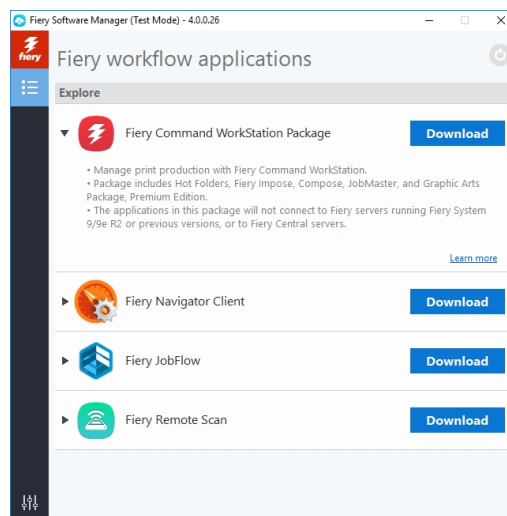 Fiery Software Manager (Test Mode) - 4.0.0.26
fiery
Fiery workflow applications
Explore
Fiery Command WorkStation Package
Download
• Manage print production with Fiery Command WorkStation.
• Package includes Hot Folders, Fiery Impose, Compose, JobMaster, and Graphic Arts
Package, Premium Edition.
• The applications in this package will not connect to Fiery servers running Fiery System
9/9e R2 or previous versions, or to Fiery Central servers.
Learn more
Fiery Navigator Client
Download
Fiery JobFlow
Download
Fiery Remote Scan
Download